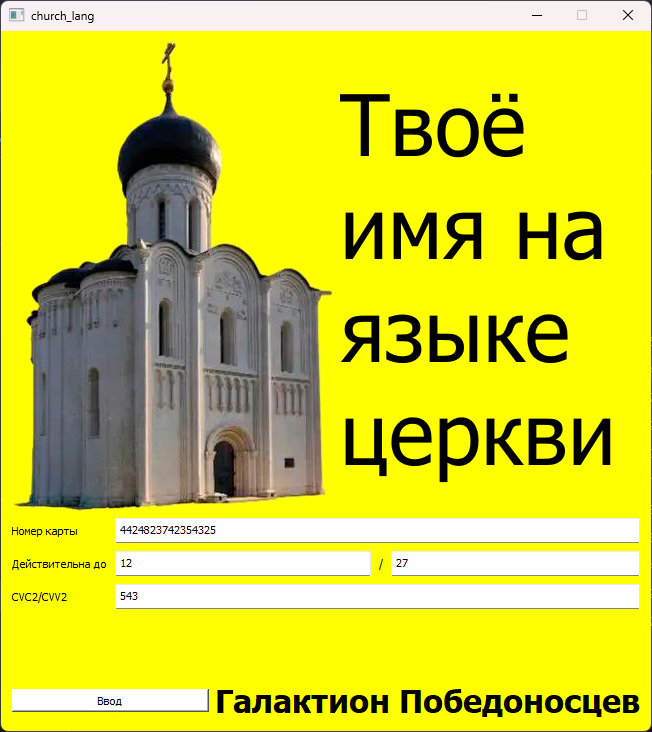 church_lang
Твоё
имя на
языке
церкви
Номер карты 4424823742354325
Действительна до 12 / 27
CVC2/CVV2 543
Ввод Галактион Победоносцев